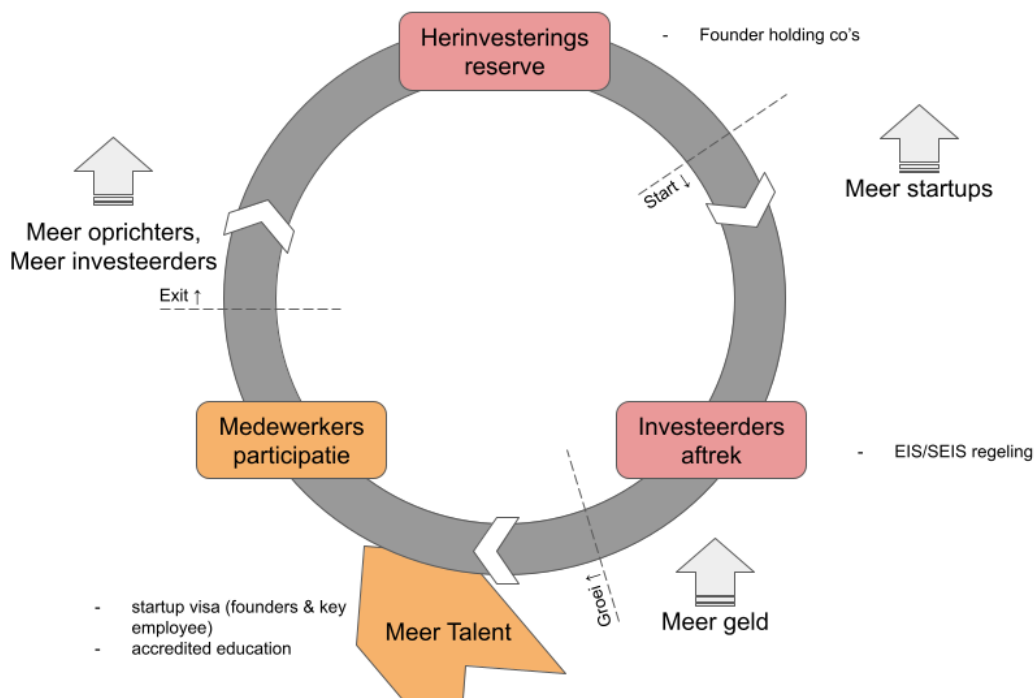 Herinvesterings
reserve
- Founder holding co's
Start ↓
Meer startups
Meer oprichters,
Meer investeerders
Exit ↑
Medewerkers
participatie
Investeerders
aftrek
- EIS/SEIS regeling
Groei ↑
Meer geld
Meer Talent
- startup visa (founders & key
employee)
- accredited education